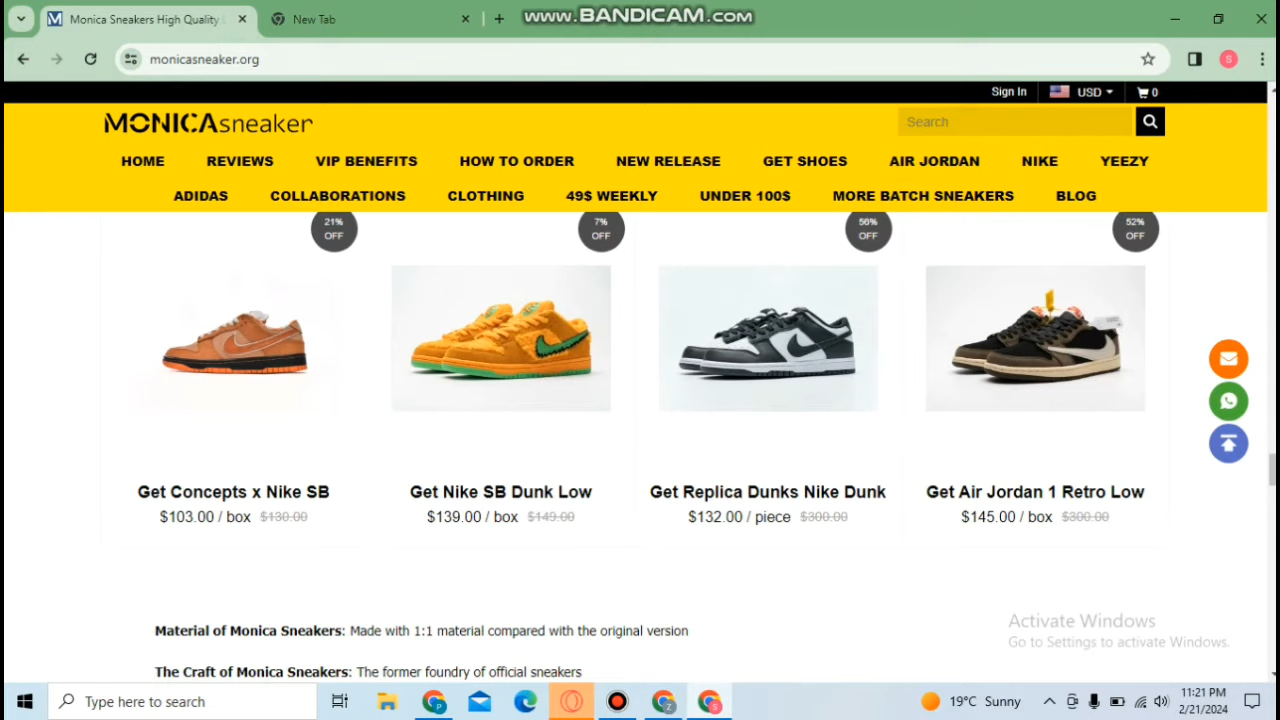 Monica Sneakers High Quality
New Tab
www.BANDICAM.com
monicasneaker.org
S
Sign In
USD
0
MONICAsneaker
Search
HOME
REVIEWS
VIP BENEFITS
HOW TO ORDER
NEW RELEASE
GET SHOES
AIR JORDAN
NIKE
YEEZY
ADIDAS
COLLABORATIONS
CLOTHING
49$ WEEKLY
UNDER 100$
MORE BATCH SNEAKERS
BLOG
21%
OFF
7%
OFF
56%
OFF
52%
OFF
Get Concepts x Nike SB
$103.00 / box $130.00
Get Nike SB Dunk Low
$139.00 / box $149.00
Get Replica Dunks Nike Dunk
$132.00 / piece $300.00
Get Air Jordan 1 Retro Low
$145.00 / box $300.00
Material of Monica Sneakers: Made with 1:1 material compared with the original version
The Craft of Monica Sneakers: The former foundry of official sneakers
Activate Windows
Go to Settings to activate Windows.
Type here to search
P
Z
S
19°C Sunny
11:21 PM
2/21/2024